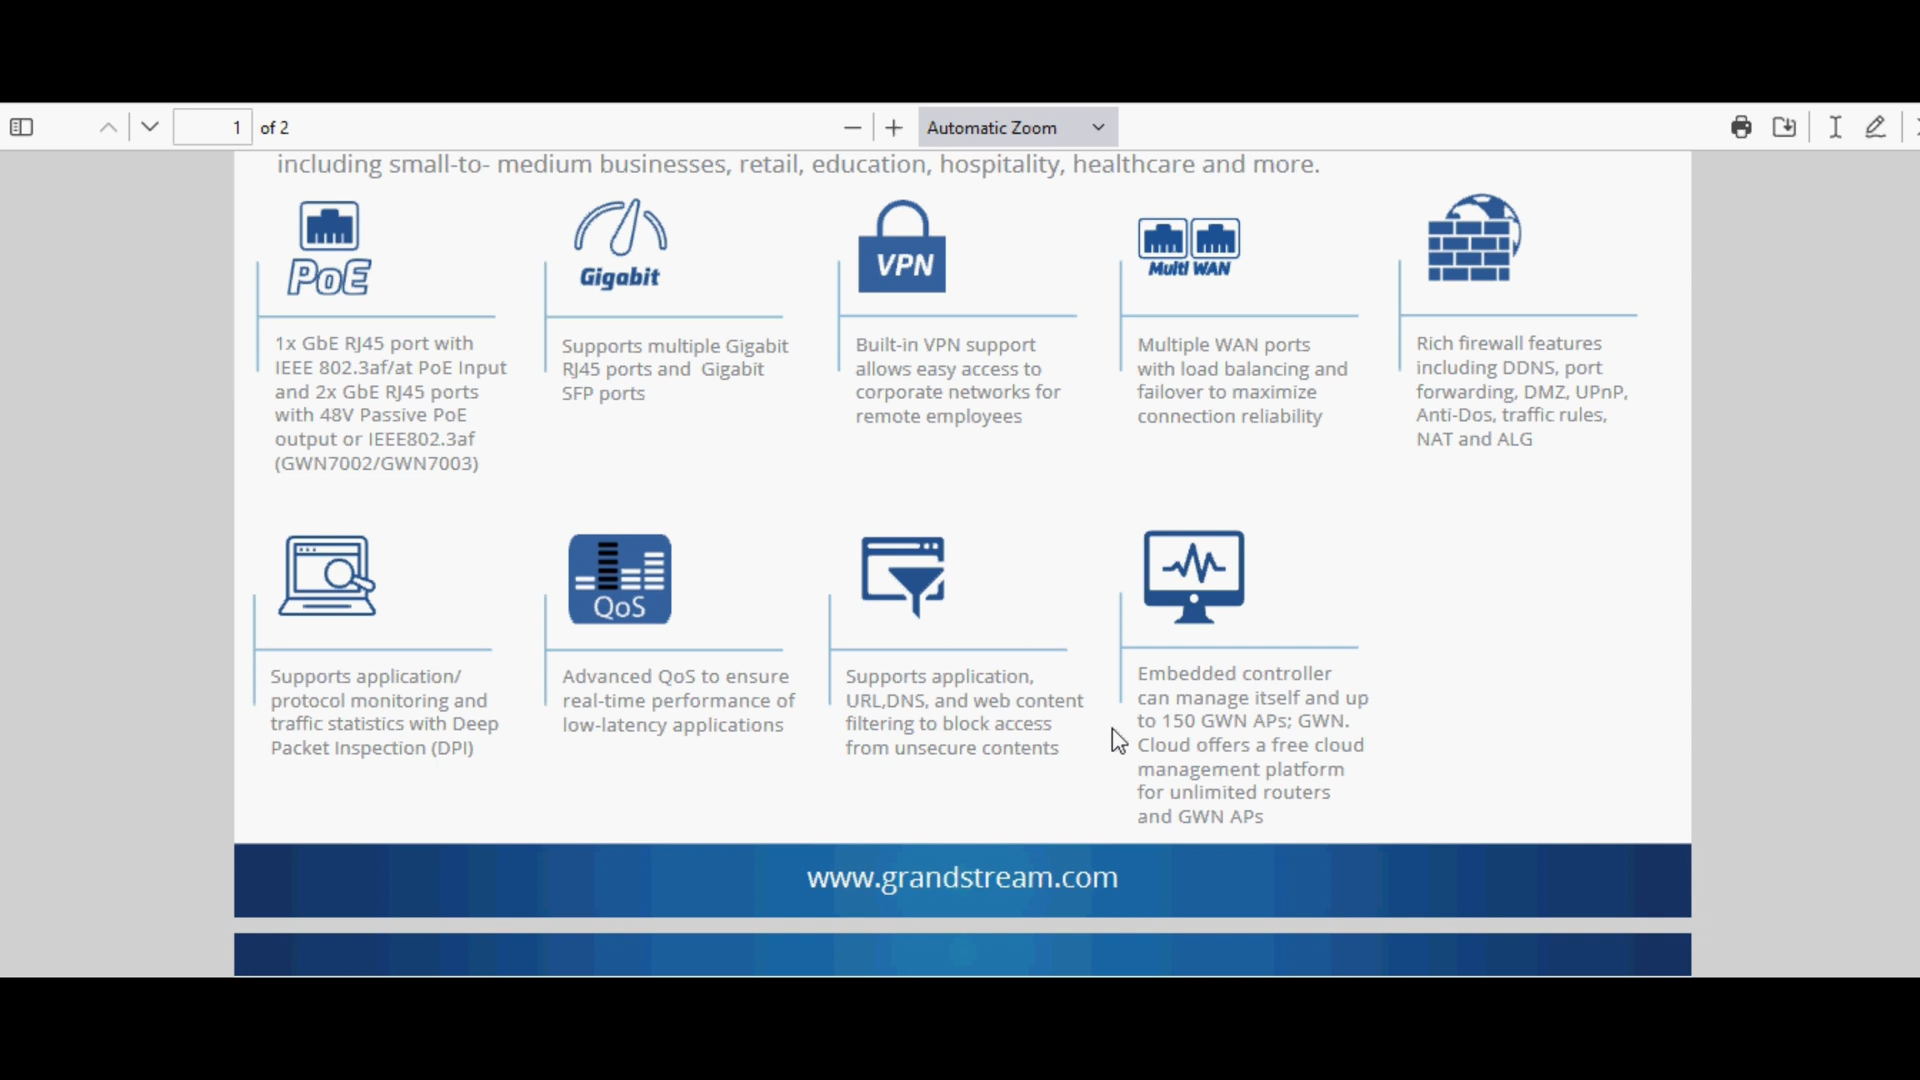 1 of 2
Automatic Zoom
including small-to- medium businesses, retail, education, hospitality, healthcare and more.
PoE
1x GbE RJ45 port with
IEEE 802.3af/at PoE Input
and 2x GbE RJ45 ports
with 48V Passive PoE
output or IEEE802.3af
(GWN7002/GWN7003)
Gigabit
Supports multiple Gigabit
RJ45 ports and  Gigabit
SFP ports
VPN
Built-in VPN support
allows easy access to
corporate networks for
remote employees
Multi WAN
Multiple WAN ports
with load balancing and
failover to maximize
connection reliability
Rich firewall features
including DDNS, port
forwarding, DMZ, UPnP,
Anti-Dos, traffic rules,
NAT and ALG
Supports application/
protocol monitoring and
traffic statistics with Deep
Packet Inspection (DPI)
QoS
Advanced QoS to ensure
real-time performance of
low-latency applications
Supports application,
URL,DNS, and web content
filtering to block access
from unsecure contents
Embedded controller
can manage itself and up
to 150 GWN APs; GWN.
Cloud offers a free cloud
management platform
for unlimited routers
and GWN APs
www.grandstream.com